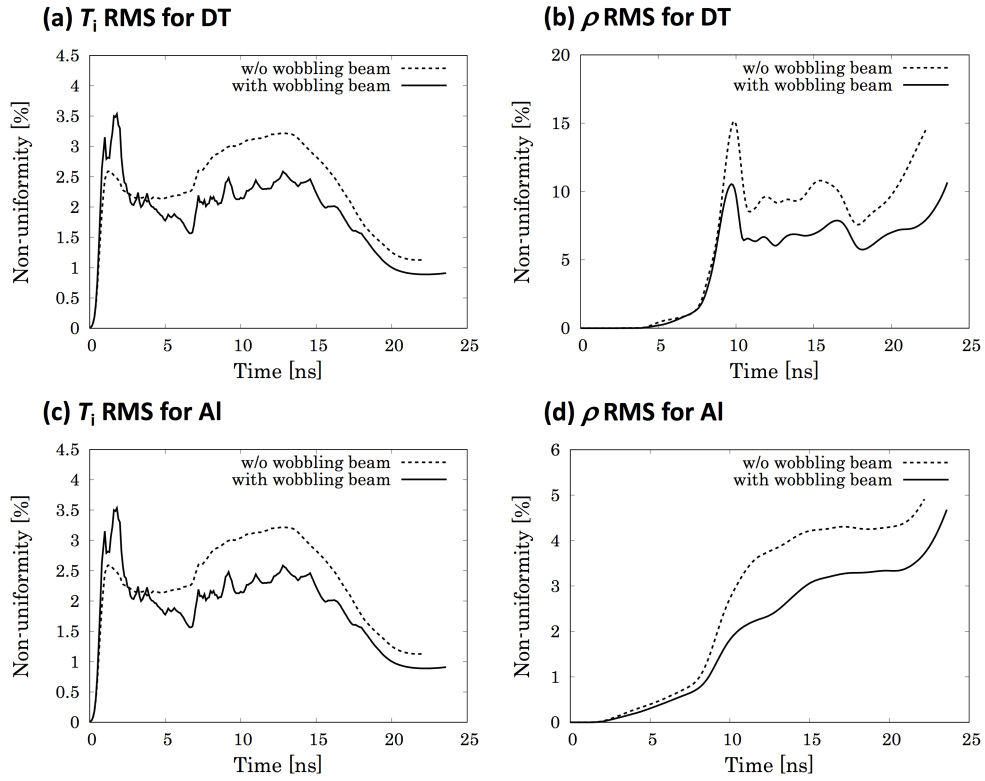 (a) Ti RMS for DT
4.5
4
3.5
3
2.5
2
1.5
1
0.5
0
Non-uniformity [%]
w/o wobbling beam
with wobbling beam
0 5 10 15 20 25
Time [ns]
(b) ρ RMS for DT
20
15
10
5
0
Non-uniformity [%]
w/o wobbling beam
with wobbling beam
0 5 10 15 20 25
Time [ns]
(c) Ti RMS for Al
4.5
4
3.5
3
2.5
2
1.5
1
0.5
0
Non-uniformity [%]
w/o wobbling beam
with wobbling beam
0 5 10 15 20 25
Time [ns]
(d) ρ RMS for Al
6
5
4
3
2
1
0
Non-uniformity [%]
w/o wobbling beam
with wobbling beam
0 5 10 15 20 25
Time [ns]